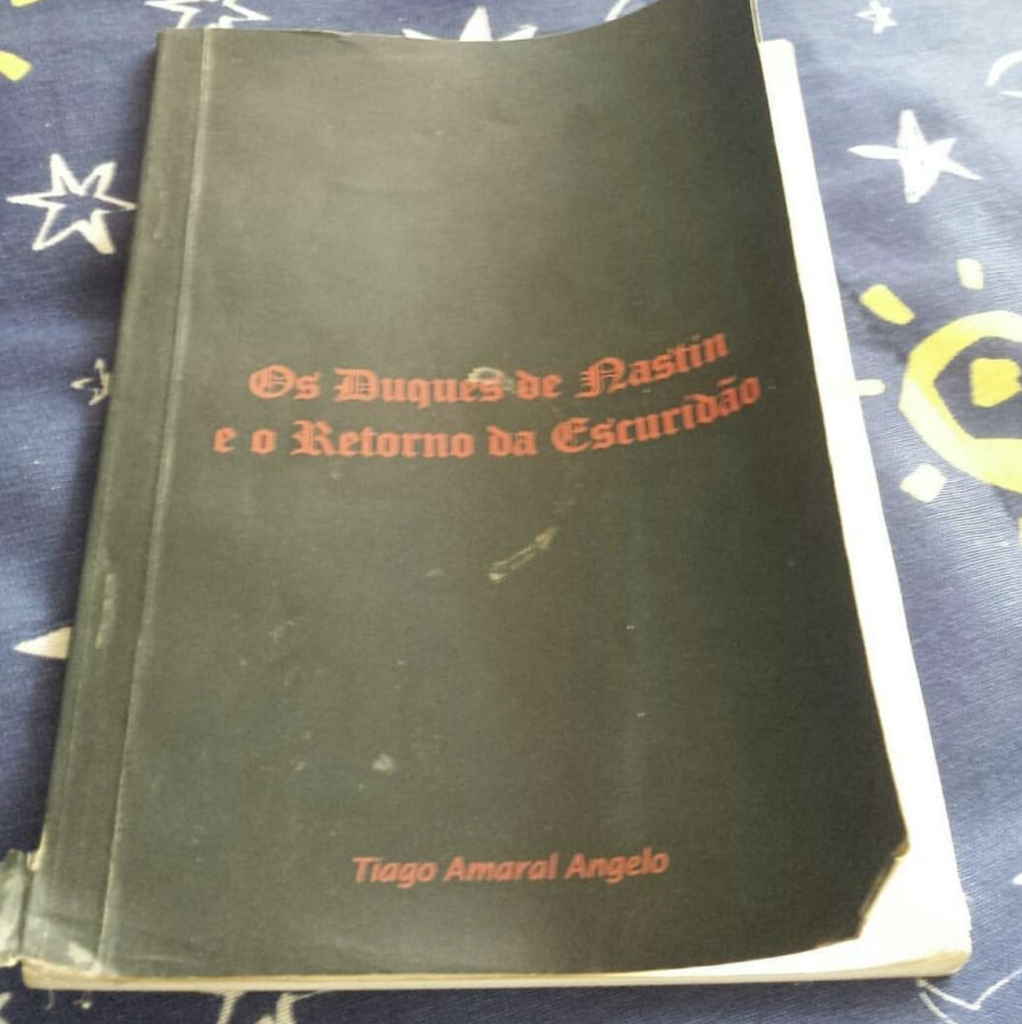 Os Duques de Nastin
e o Retorno da Escuridão
Tiago Amaral Angelo